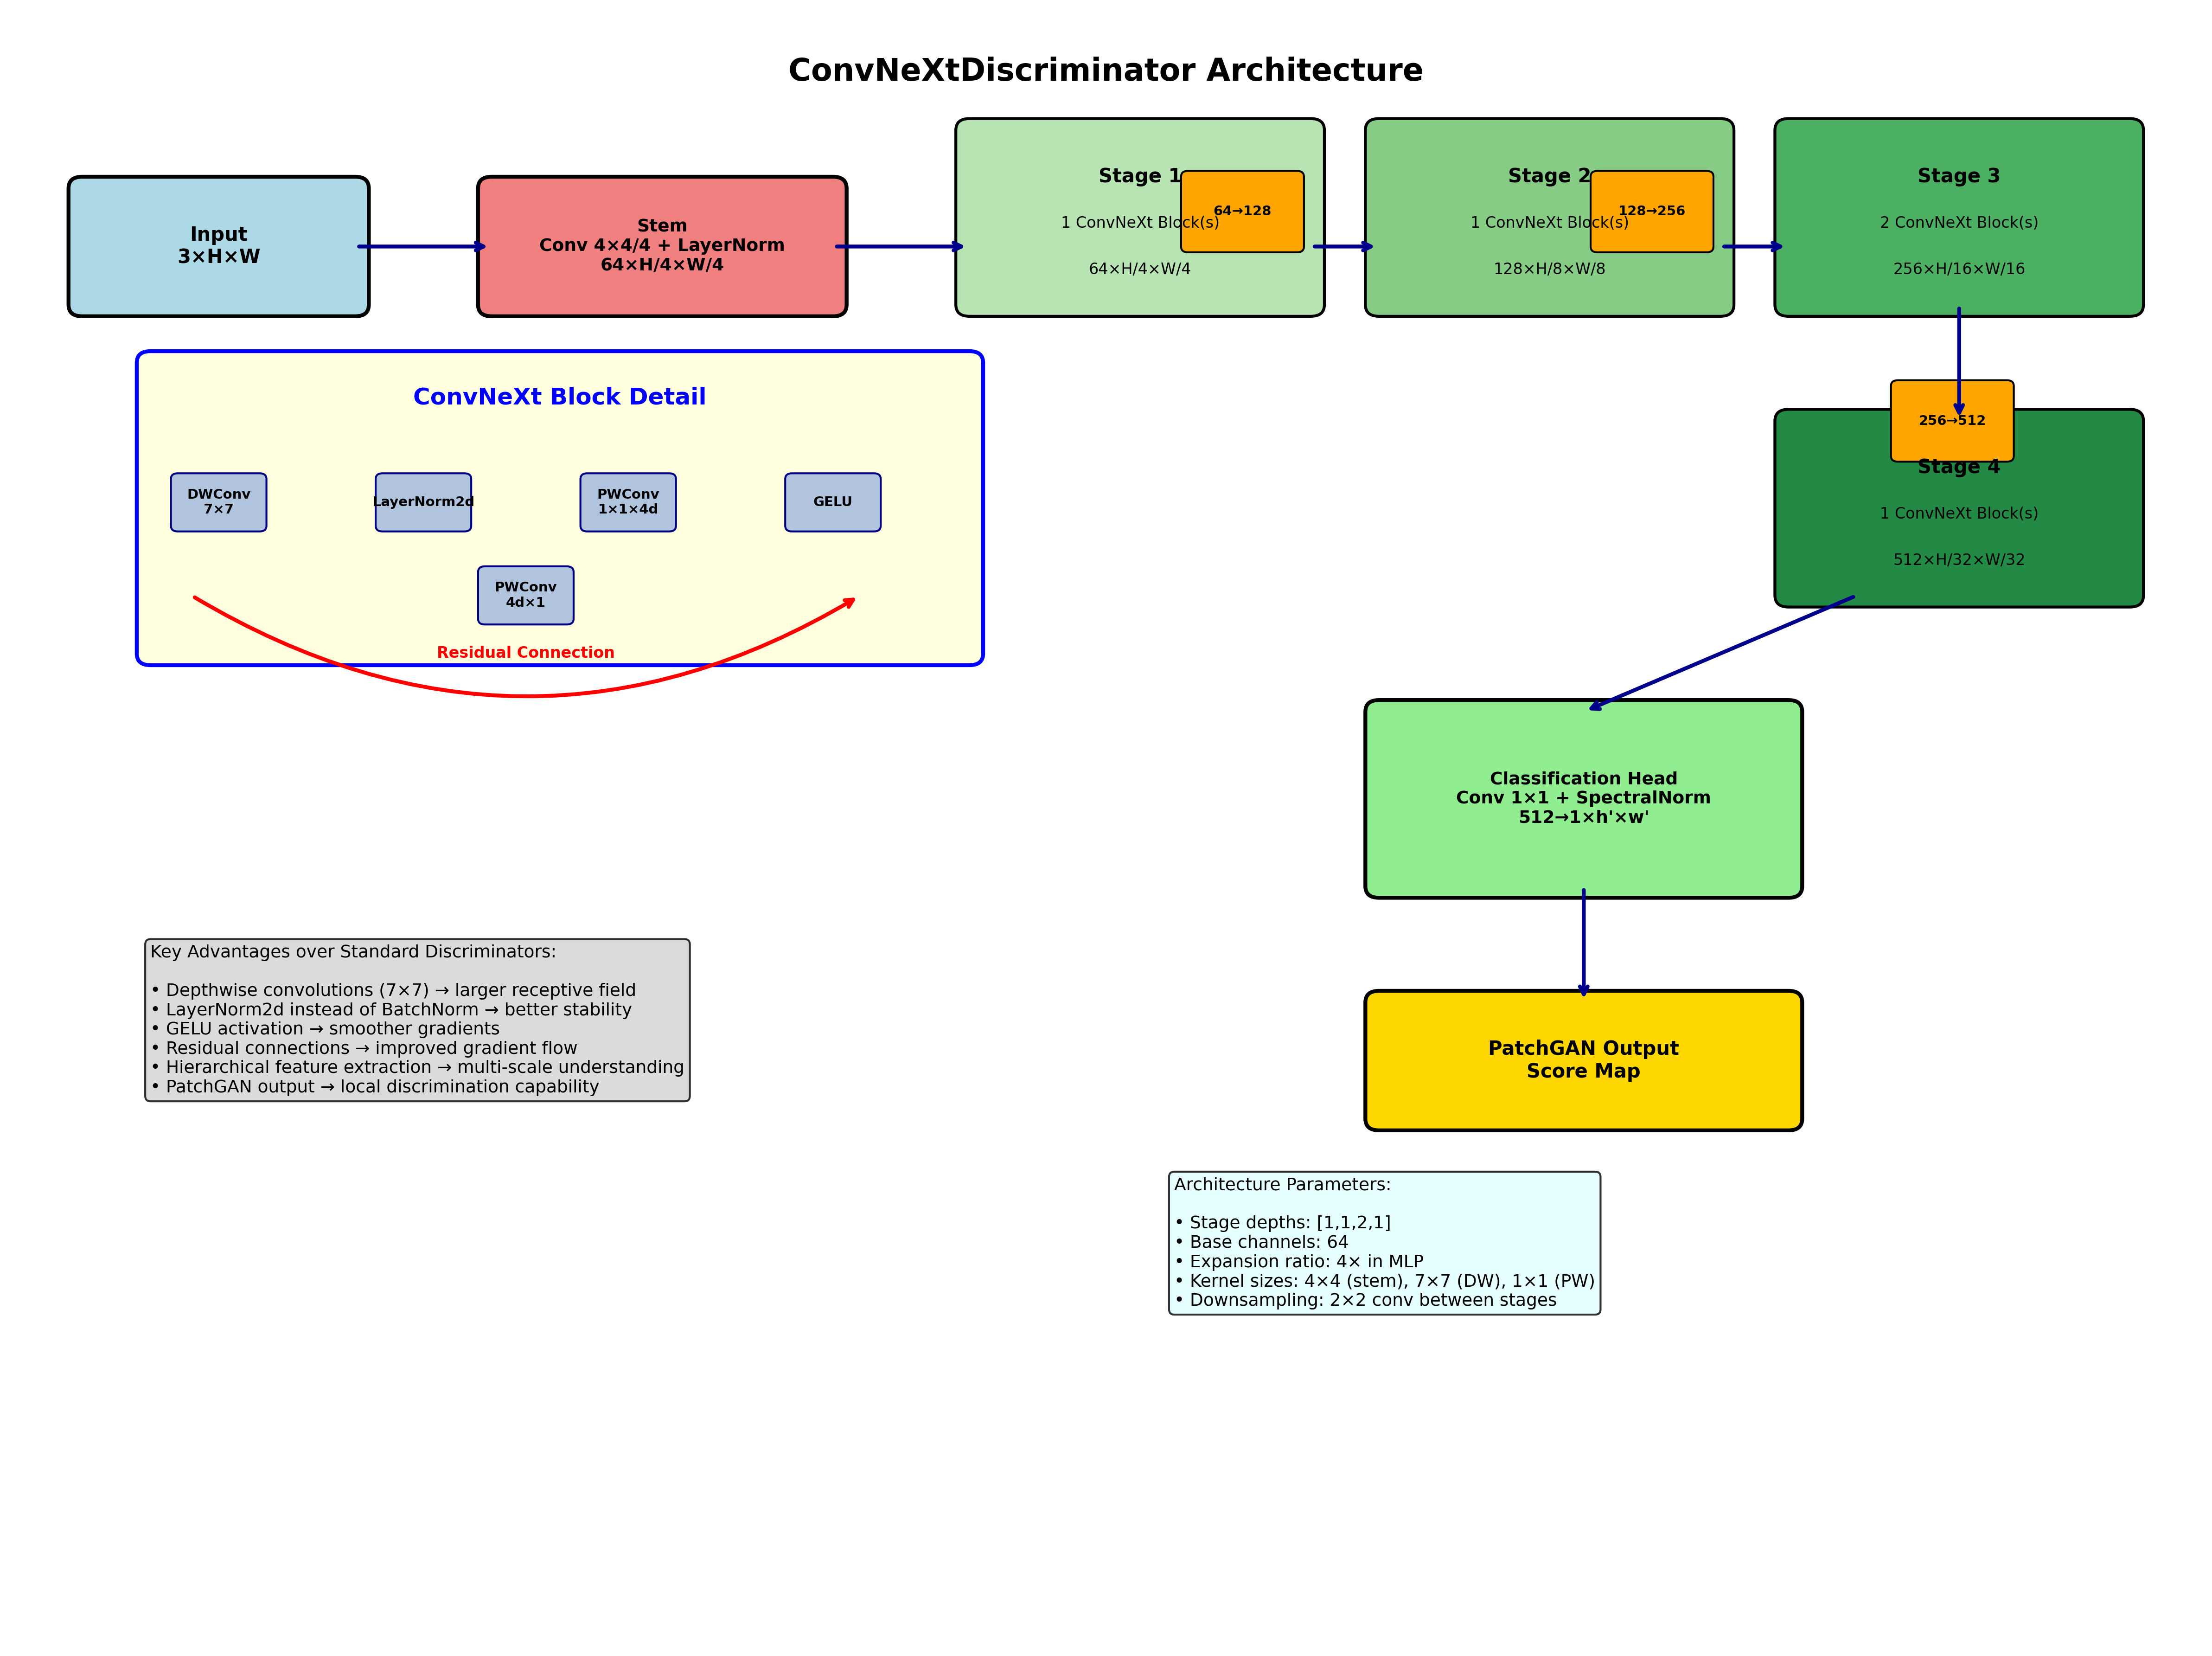 ConvNeXtDiscriminator Architecture
Input
3×H×W
Stem
Conv 4×4/4 + LayerNorm
64×H/4×W/4
Stage 1
1 ConvNeXt Block(s)
64×H/4×W/4
64→128
Stage 2
1 ConvNeXt Block(s)
128×H/8×W/8
128→256
Stage 3
2 ConvNeXt Block(s)
256×H/16×W/16
256→512
Stage 4
1 ConvNeXt Block(s)
512×H/32×W/32
ConvNeXt Block Detail
DWConv
7×7
LayerNorm2d
PWConv
1×1×4d
GELU
PWConv
4d×1
Residual Connection
Classification Head
Conv 1×1 + SpectralNorm
512→1×h'×w'
PatchGAN Output
Score Map
Key Advantages over Standard Discriminators:
• Depthwise convolutions (7×7) → larger receptive field
• LayerNorm2d instead of BatchNorm → better stability
• GELU activation → smoother gradients
• Residual connections → improved gradient flow
• Hierarchical feature extraction → multi-scale understanding
• PatchGAN output → local discrimination capability
Architecture Parameters:
• Stage depths: [1,1,2,1]
• Base channels: 64
• Expansion ratio: 4× in MLP
• Kernel sizes: 4×4 (stem), 7×7 (DW), 1×1 (PW)
• Downsampling: 2×2 conv between stages